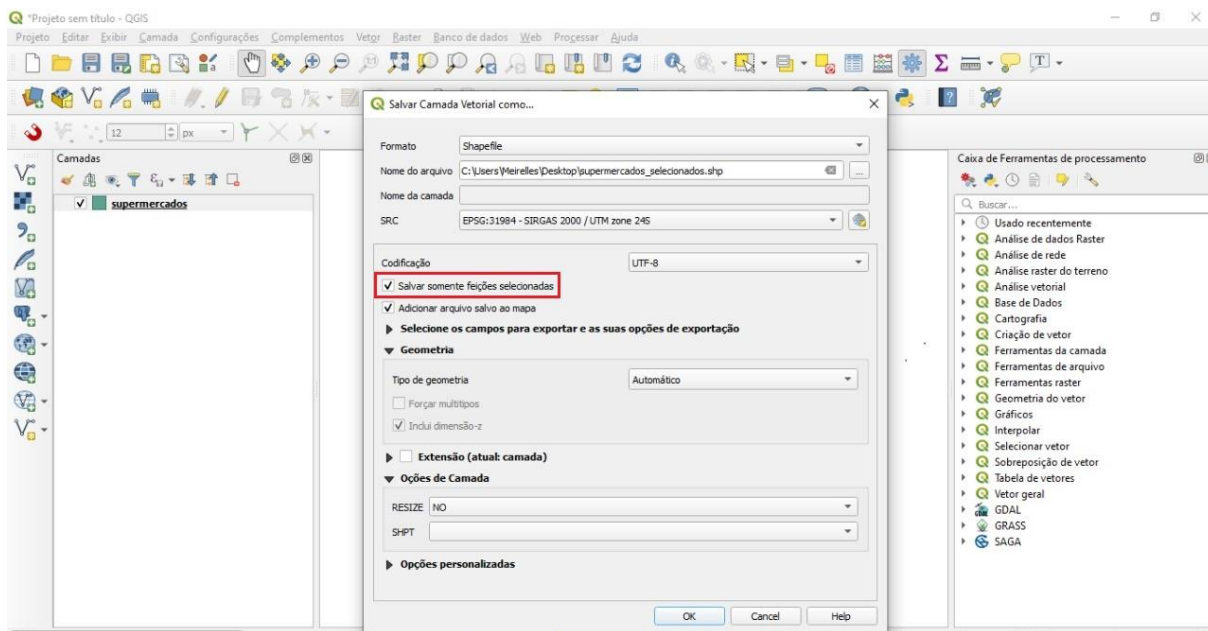 *Projeto sem título - QGIS
Projeto Editar Exibir Camada Configurações Complementos Vetor Raster Banco de dados Web Processar Ajuda
12 px
Camadas
supermercados
Salvar Camada Vetorial como...
Formato Shapefile
Nome do arquivo C:\Users\Meirelles\Desktop\supermercados_selecionados.shp ...
Nome da camada
SRC EPSG:31984 - SIRGAS 2000 / UTM zone 24S
Codificação UTF-8
Salvar somente feições selecionadas
Adicionar arquivo salvo ao mapa
Selecione os campos para exportar e as suas opções de exportação
Geometria
Tipo de geometria Automático
Forçar multitipos
Inclui dimensão-z
Extensão (atual: camada)
Opções de Camada
RESIZE NO
SHPT
Opções personalizadas
OK Cancel Help
Caixa de Ferramentas de processamento
Buscar...
Usado recentemente
Análise de dados Raster
Análise de rede
Análise raster do terreno
Análise vetorial
Base de Dados
Cartografia
Criação de vetor
Ferramentas da camada
Ferramentas de arquivo
Ferramentas raster
Geometria do vetor
Gráficos
Interpolar
Selecionar vetor
Sobreposição de vetor
Tabela de vetores
Vetor geral
GDAL
GRASS
SAGA